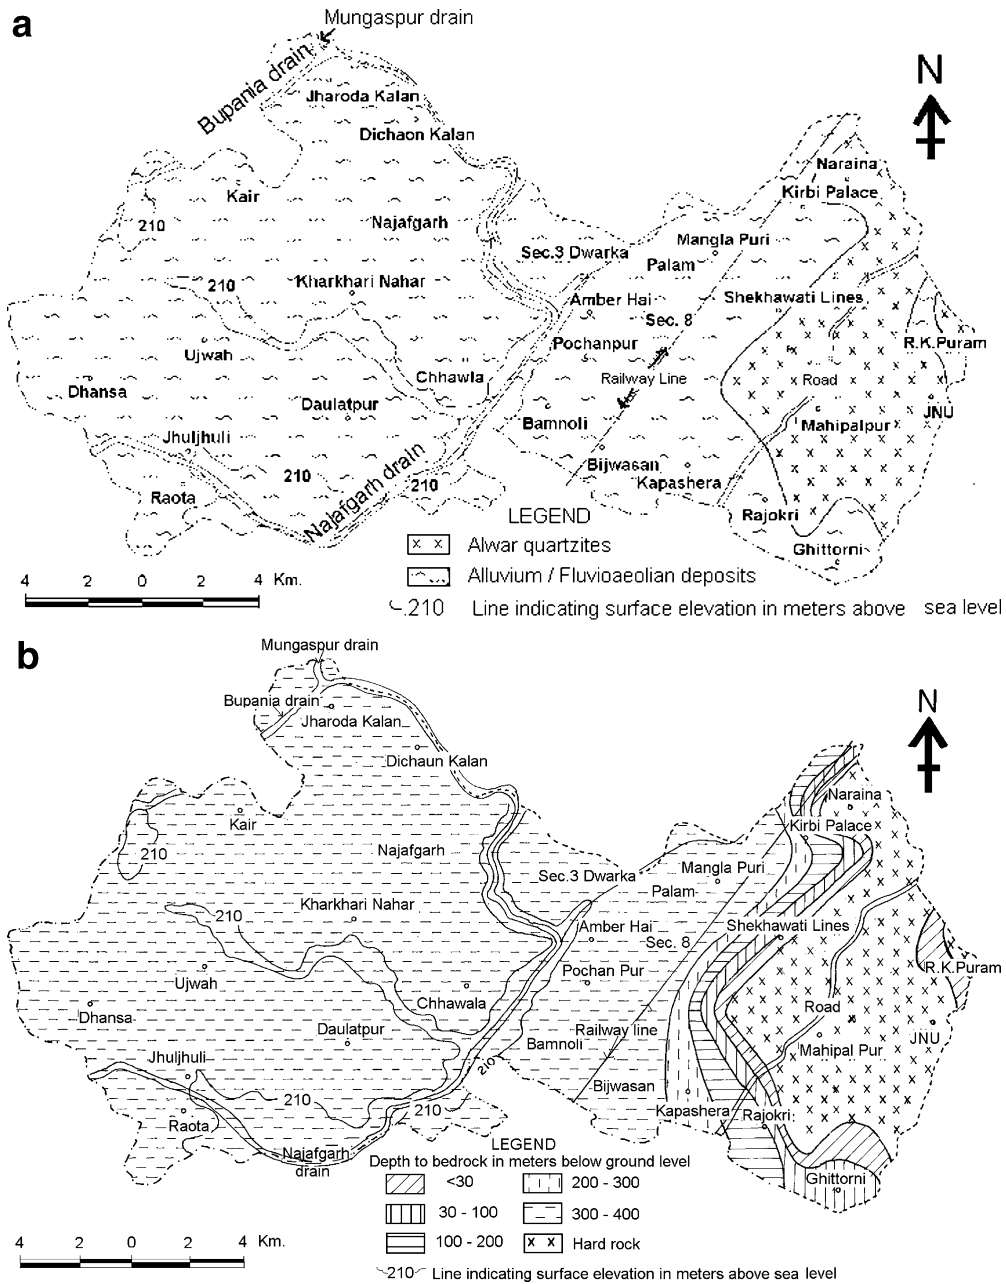 a
Mungaspur drain
Bupania drain
Jharoda Kalan
Dichaon Kalan
N
Naraina
Kirbi Palace
Kair
210
Najafgarh
Mangla Puri
Sec.3 Dwarka
Palam
210
Kharkhari Nahar
Amber Hai
Shekhawati Lines
Sec. 8
Pochanpur
R.K.Puram
Ujwah
Chhawla
Railway Line
Road
Dhansa
Daulatpur
Bamnoli
Mahipalpur
JNU
Jhuljhuli
Bijwasan
210
210
Kapashera
Raota
Najafgarh drain
Rajokri
Ghittorni
LEGEND
x x Alwar quartzites
Alluvium / Fluvioaeolian deposits
.210 Line indicating surface elevation in meters above sea level
4 2 0 2 4 Km.
b
Mungaspur drain
Bupania drain
Jharoda Kalan
Dichaun Kalan
N
Naraina
Kirbi Palace
Kair
210
Najafgarh
Mangla Puri
Sec.3 Dwarka
Palam
Kharkhari Nahar
210
Amber Hai
Shekhawati Lines
Sec. 8
Pochan Pur
R.K.Puram
Ujwah
Chhawala
Road
Dhansa
Daulatpur
Railway line
Bamnoli
Mahipal Pur
JNU
Jhuljhuli
210
Bijwasan
210
210
Kapashera
Rajokri
Raota
Najafgarh
drain
Ghittorni
LEGEND
Depth to bedrock in meters below ground level
<30
200 - 300
30 - 100
300 - 400
100 - 200
x x Hard rock
210 Line indicating surface elevation in meters above sea level
4 2 0 2 4 Km.